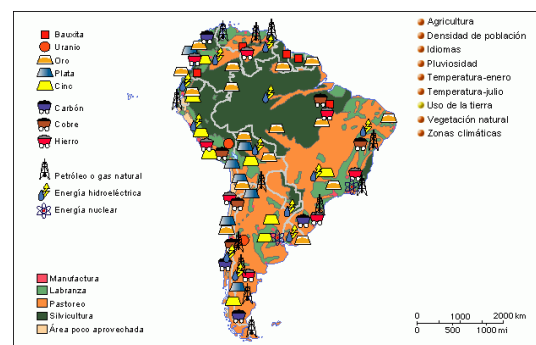 Bauxita
Uranio
Oro
Plata
Cinc
Carbón
Cobre
Hierro
Petróleo o gas natural
Energía hidroeléctrica
Energía nuclear
Manufactura
Labranza
Pastoreo
Silvicultura
Área poco aprovechada
Agricultura
Densidad de población
Idiomas
Pluviosidad
Temperatura-enero
Temperatura-julio
Uso de la tierra
Vegetación natural
Zonas climáticas
0 1000 2000 km
0 500 1000 mi